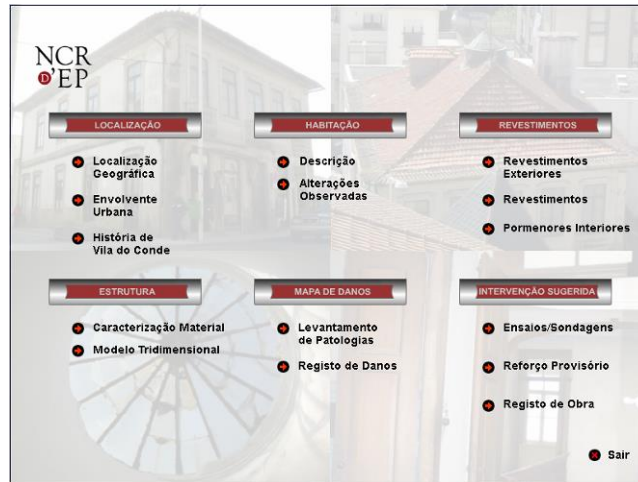 NCR
D'EP
LOCALIZAÇÃO
Localização
Geográfica
Envolvente
Urbana
História de
Vila do Conde
HABITAÇÃO
Descrição
Alterações
Observadas
REVESTIMENTOS
Revestimentos
Exteriores
Revestimentos
Pormenores Interiores
ESTRUTURA
Caracterização Material
Modelo Tridimensional
MAPA DE DANOS
Levantamento
de Patologias
Registo de Danos
INTERVENÇÃO SUGERIDA
Ensaios/Sondagens
Reforço Provisório
Registo de Obra
Sair